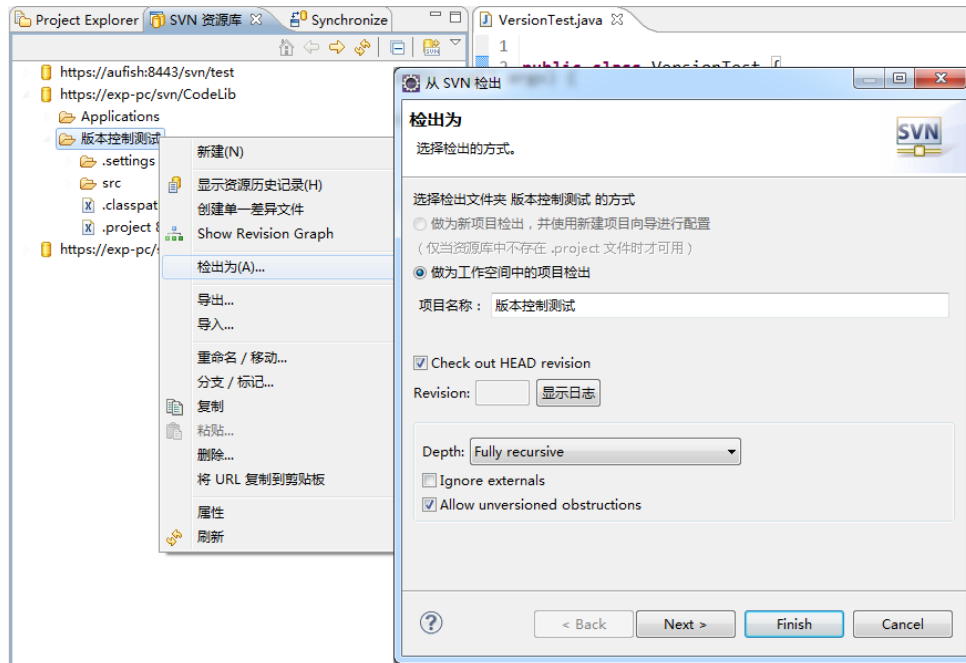 Project Explorer SVN 资源库 Synchronize VersionTest.java
1
https://aufish:8443/svn/test
https://exp-pc/svn/CodeLib
Applications
版本控制测试
.settings
src
.classpat
.project
https://exp-pc/
新建(N)
显示资源历史记录(H)
创建单一差异文件
Show Revision Graph
检出为(A)...
导出...
导入...
重命名 / 移动...
分支 / 标记...
复制
粘贴...
删除...
将 URL 复制到剪贴板
属性
刷新
public class VersionTest {
从 SVN 检出
检出为
选择检出的方式。
SVN
选择检出文件夹 版本控制测试 的方式
做为新项目检出，并使用新建项目向导进行配置
(仅当资源库中不存在 .project 文件时才可用)
做为工作空间中的项目检出
项目名称： 版本控制测试
Check out HEAD revision
Revision: 显示日志
Depth: Fully recursive
Ignore externals
Allow unversioned obstructions
< Back Next > Finish Cancel